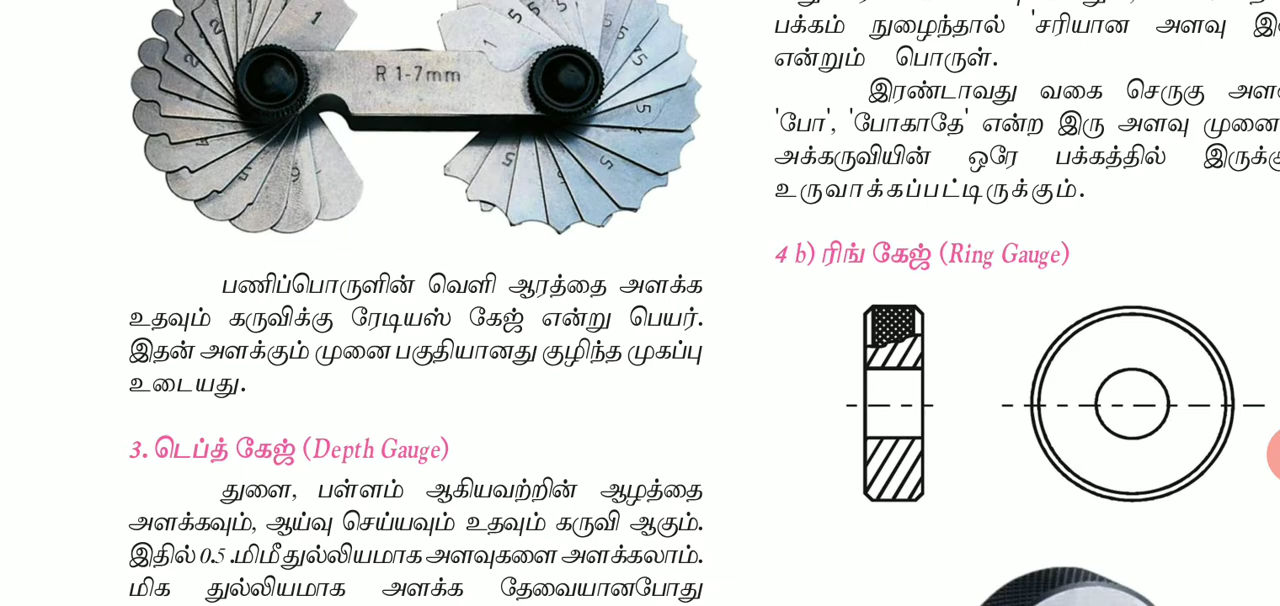 R 1-7mm
பணிப்பொருளின் வெளி ஆரத்தை அளக்க
உதவும் கருவிக்கு ரேடியஸ் கேஜ் என்று பெயர்.
இதன் அளக்கும் முனை பகுதியானது குழிந்த முகப்பு
உடையது.
3. டெப்த் கேஜ் (Depth Gauge)
துளை, பள்ளம் ஆகியவற்றின் ஆழத்தை
அளக்கவும், ஆய்வு செய்யவும் உதவும் கருவி ஆகும்.
இதில் 0.5 .மிமீ துல்லியமாக அளவுகளை அளக்கலாம்.
மிக துல்லியமாக அளக்க தேவையானபோது
பக்கம் நுழைந்தால் 'சரியான அளவு
என்றும் பொருள்.
இரண்டாவது வகை செருகு
'போ', 'போகாதே' என்ற இரு அளவு முனை
அக்கருவியின் ஒரே பக்கத்தில்
உருவாக்கப்பட்டிருக்கும்.
4 b) ரிங் கேஜ் (Ring Gauge)